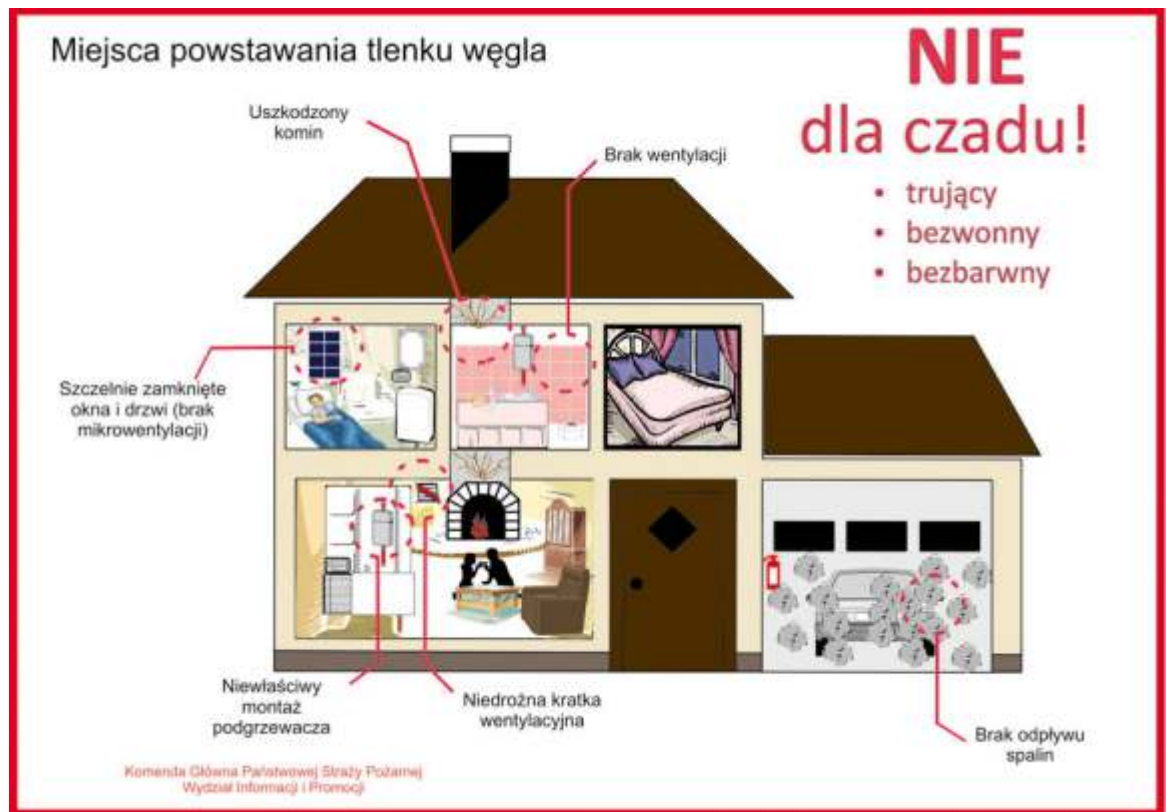 Miejsca powstawania tlenku węgla
NIE
dla czadu!
• trujący
• bezwonny
• bezbarwny
Uszkodzony
komin
Brak wentylacji
Szczelnie zamknięte
okna i drzwi (brak
mikrowentylacji)
Niewłaściwy
montaż
podgrzewacza
Niedrożna kratka
wentylacyjna
Brak odpływu
spalin
Komenda Główna Państwowej Straży Pożarnej
Wydział Informacji i Promocji